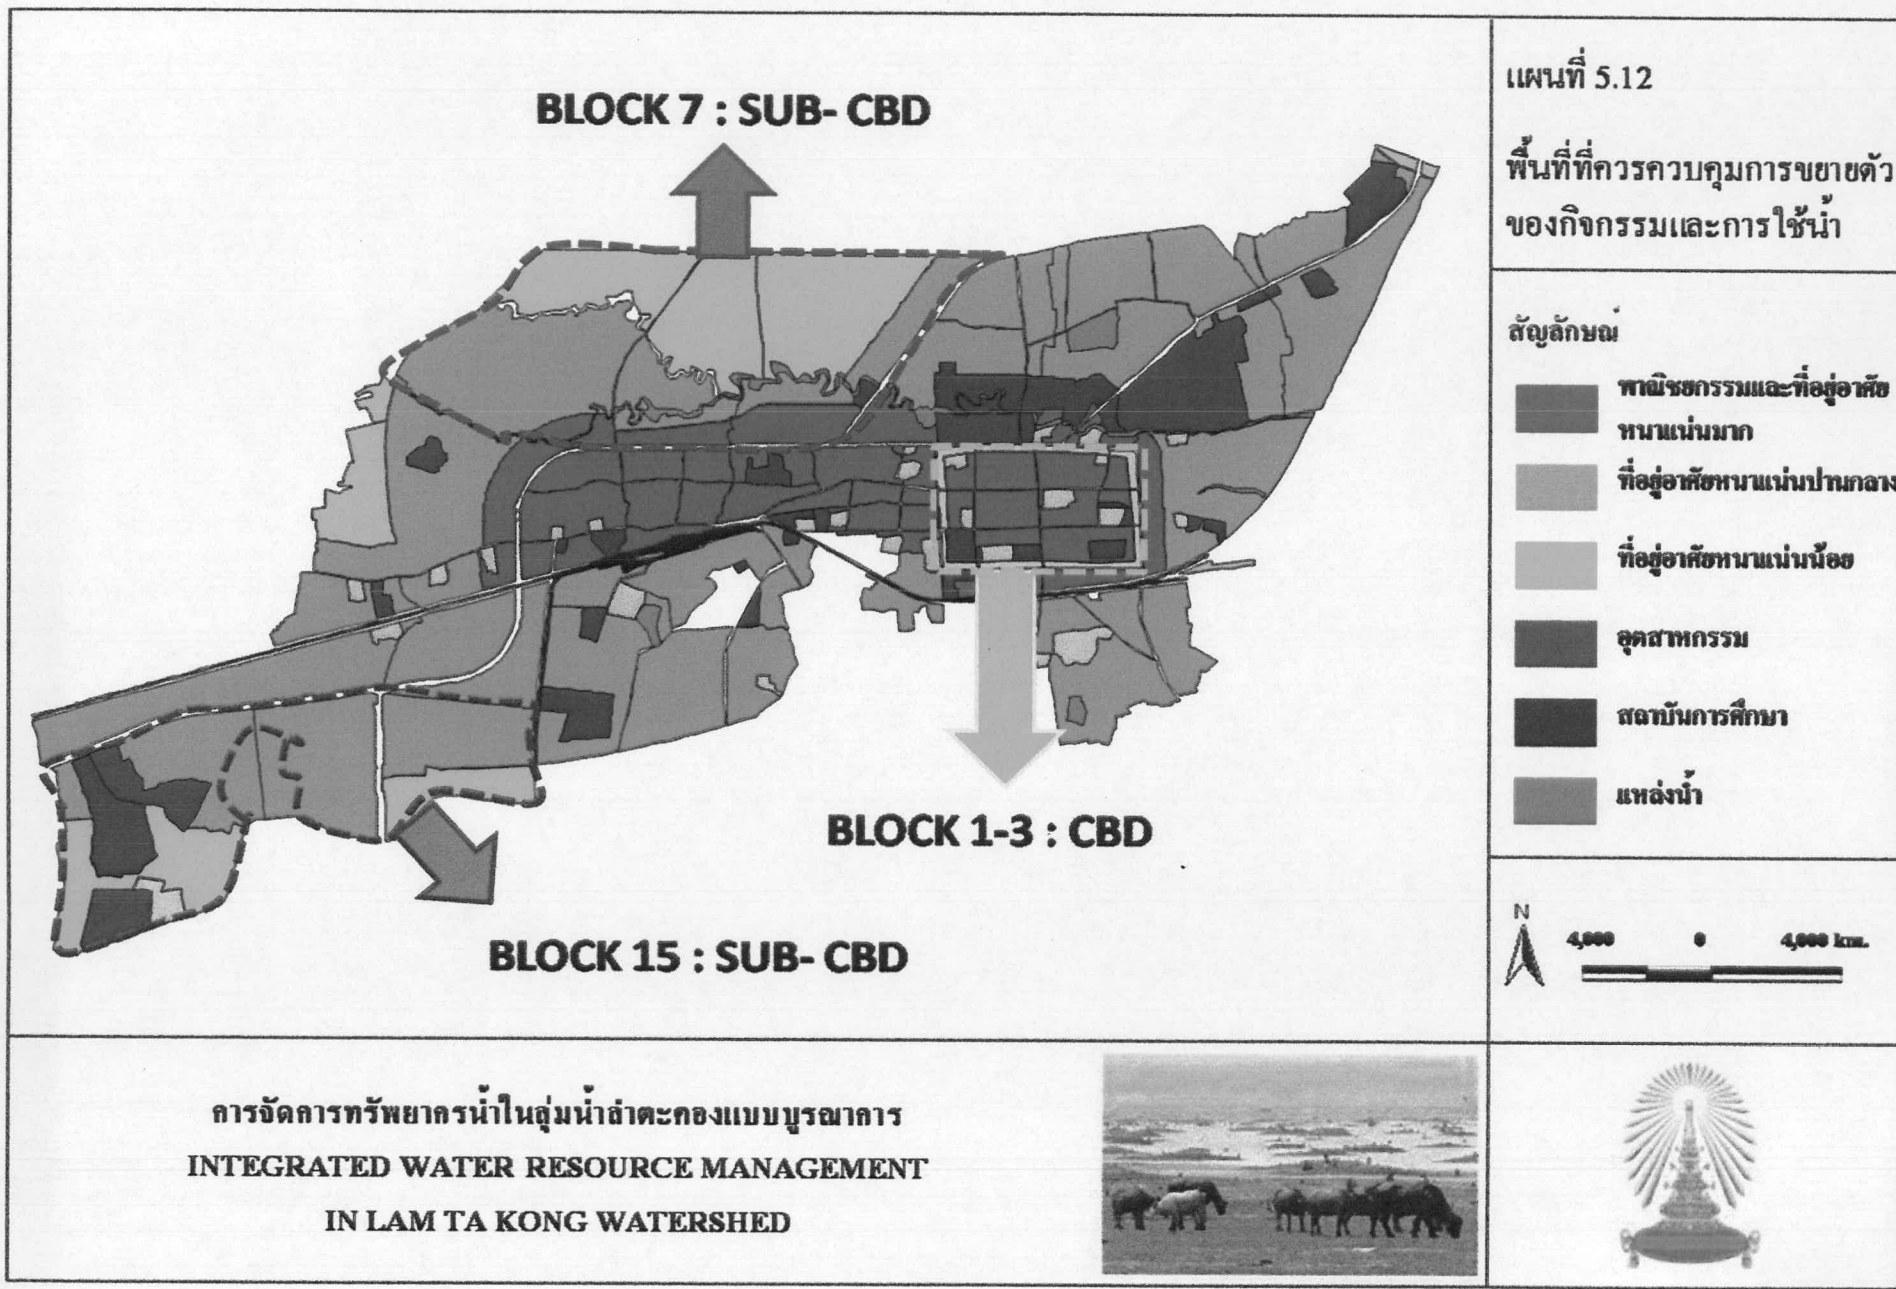 BLOCK 7 : SUB- CBD
BLOCK 1-3 : CBD
BLOCK 15 : SUB- CBD
แผนที่ 5.12
พื้นที่ที่ควรควบคุมการขยายตัว
ของกิจกรรมและการใช้น้ำ
สัญลักษณ์
พาณิชยกรรมและที่อยู่อาศัย
หนาแน่นมาก
ที่อยู่อาศัยหนาแน่นปานกลาง
ที่อยู่อาศัยหนาแน่นน้อย
อุตสาหกรรม
สถาบันการศึกษา
แหล่งน้ำ
N
4,000 0 4,000 km.
การจัดการทรัพยากรน้ำในลุ่มน้ำลำตะคองแบบบูรณาการ
INTEGRATED WATER RESOURCE MANAGEMENT
IN LAM TA KONG WATERSHED